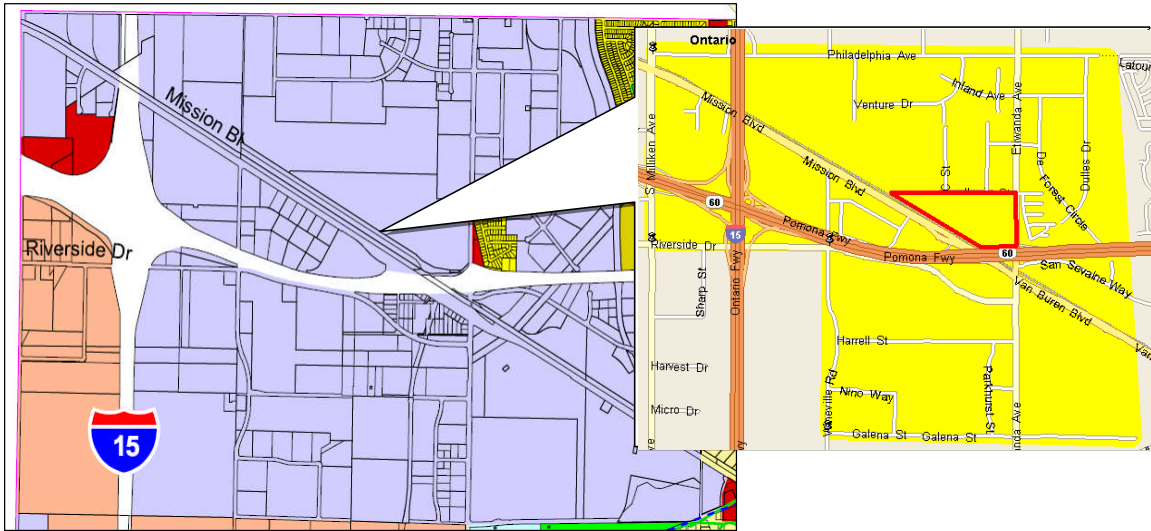 Mission Bl
Riverside Dr
15
Ontario
Philadelphia Ave
Inland Ave
Venture Dr
Mission Blvd
S Milliken Ave
Etiwanda Ave
De Forest Circle
Dulles Dr
C St
Mission Blvd
60
Pomona Fwy
15
Riverside Dr
Pomona Fwy
60
San Sevaine Way
Sharp St
Ontario Fwy
Van Buren Blvd
Harrell St
Van
Harvest Dr
Parkhurst St
Nino Way
Micro Dr
Galena St
Galena St